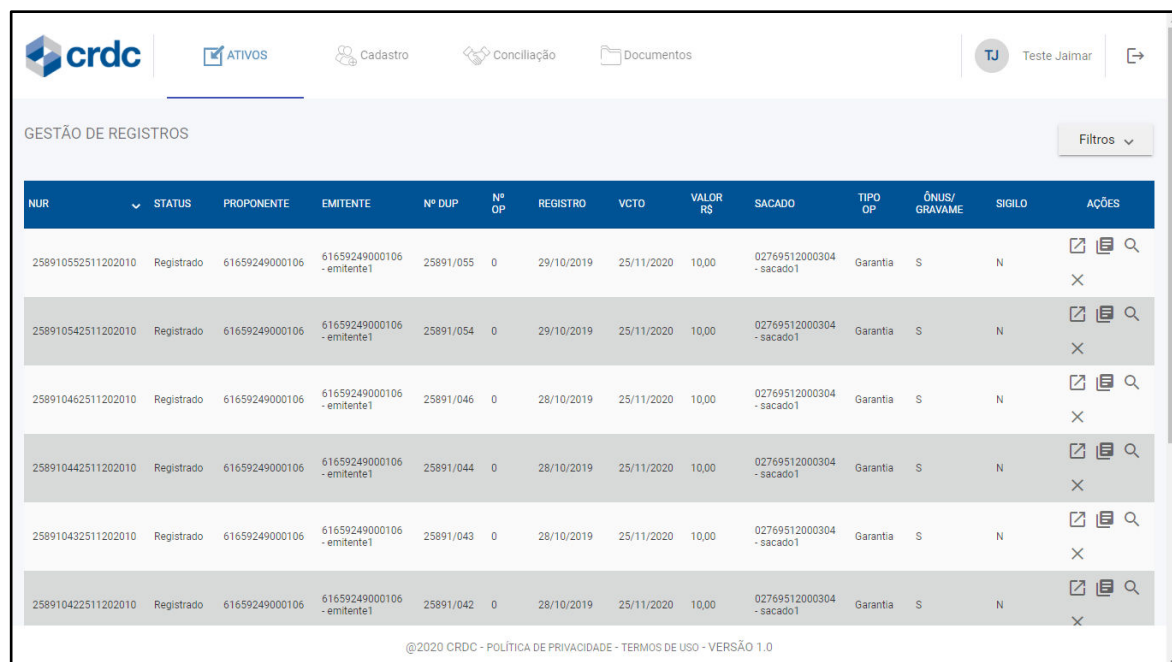 crdc ATIVOS Cadastro Conciliação Documentos TJ Teste Jaimar
GESTÃO DE REGISTROS Filtros
NUR STATUS PROPONENTE EMITENTE Nº DUP Nº OP REGISTRO VCTO VALOR R$ SACADO TIPO OP ÔNUS/ GRAVAME SIGILO AÇÕES
258910552511202010 Registrado 61659249000106 61659249000106 - emitente1 25891/055 0 29/10/2019 25/11/2020 10,00 02769512000304 - sacado1 Garantia S N
258910542511202010 Registrado 61659249000106 61659249000106 - emitente1 25891/054 0 29/10/2019 25/11/2020 10,00 02769512000304 - sacado1 Garantia S N
258910462511202010 Registrado 61659249000106 61659249000106 - emitente1 25891/046 0 28/10/2019 25/11/2020 10,00 02769512000304 - sacado1 Garantia S N
258910442511202010 Registrado 61659249000106 61659249000106 - emitente1 25891/044 0 28/10/2019 25/11/2020 10,00 02769512000304 - sacado1 Garantia S N
258910432511202010 Registrado 61659249000106 61659249000106 - emitente1 25891/043 0 28/10/2019 25/11/2020 10,00 02769512000304 - sacado1 Garantia S N
258910422511202010 Registrado 61659249000106 61659249000106 - emitente1 25891/042 0 28/10/2019 25/11/2020 10,00 02769512000304 - sacado1 Garantia S N
@2020 CRDC - POLÍTICA DE PRIVACIDADE - TERMOS DE USO - VERSÃO 1.0